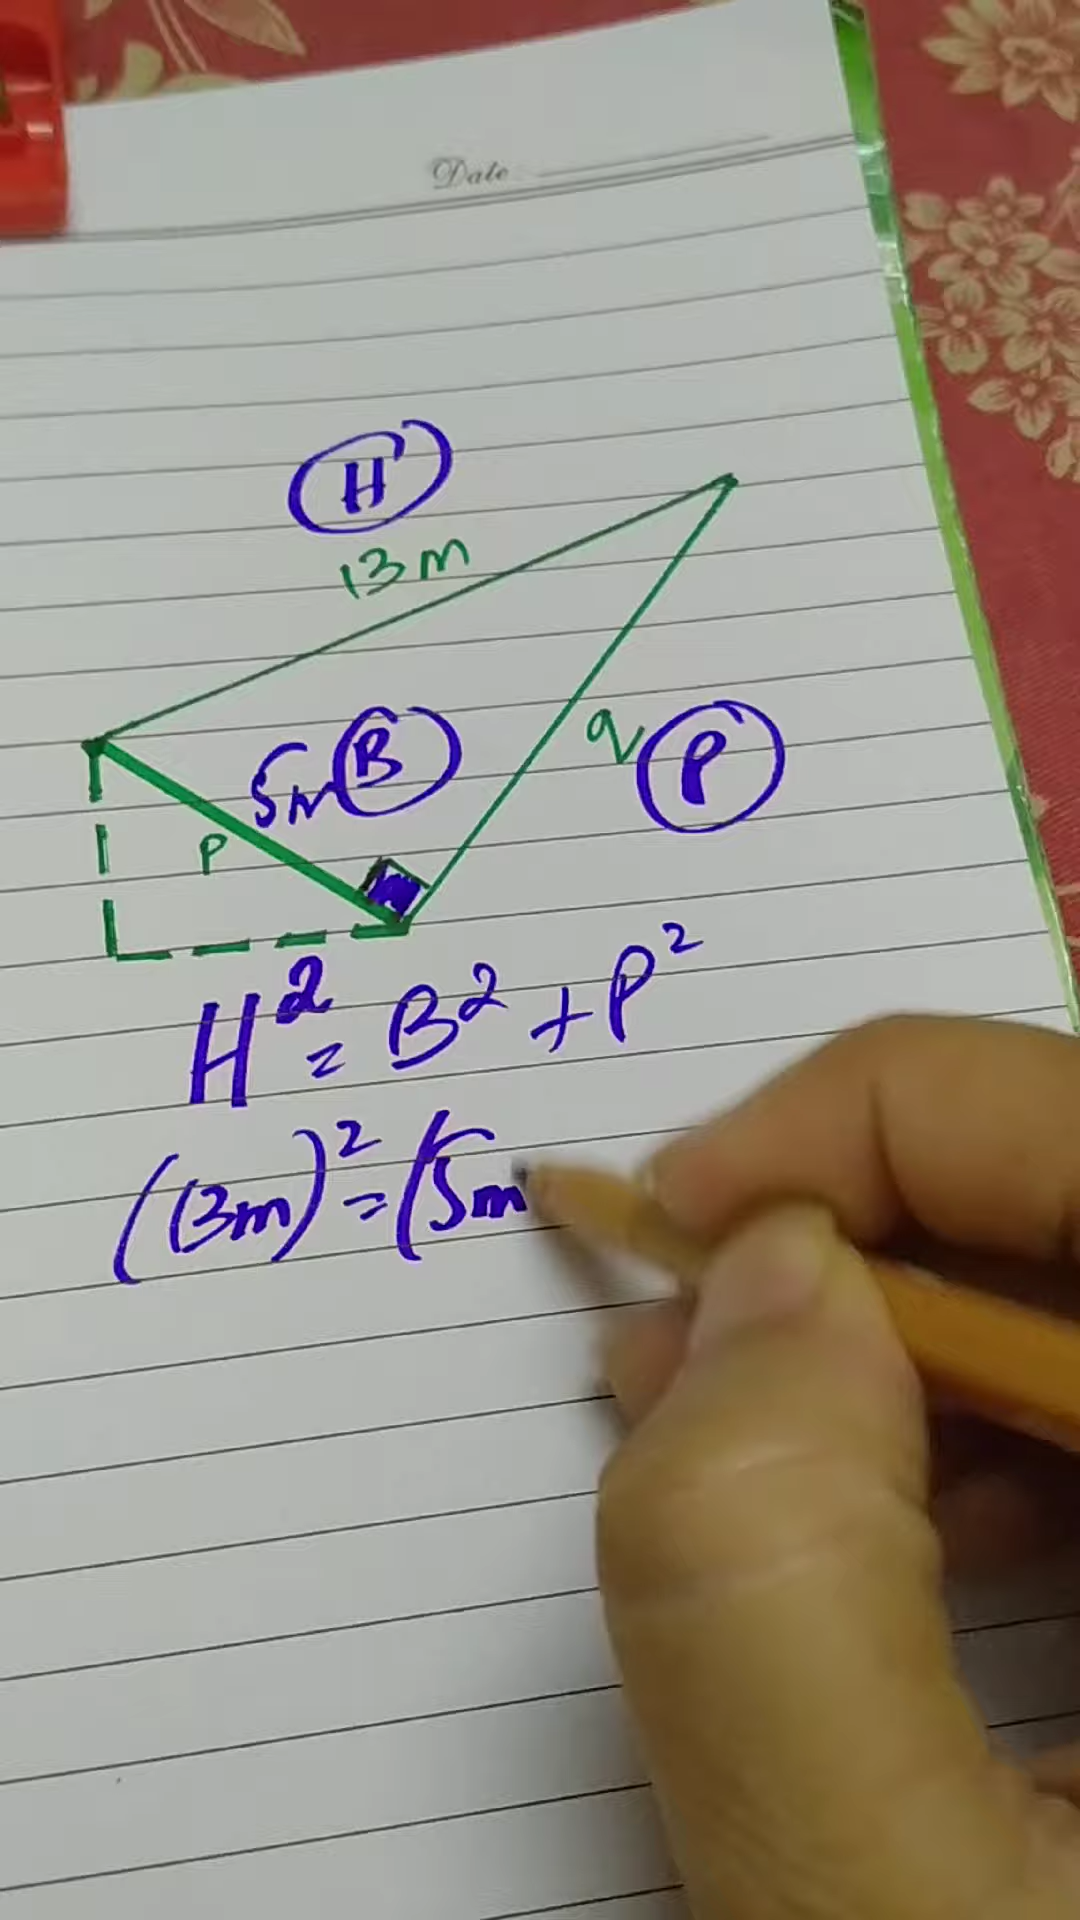 Date
H
13m
5m B
q P
P
H² = B² + P²
(13m)² = (5m